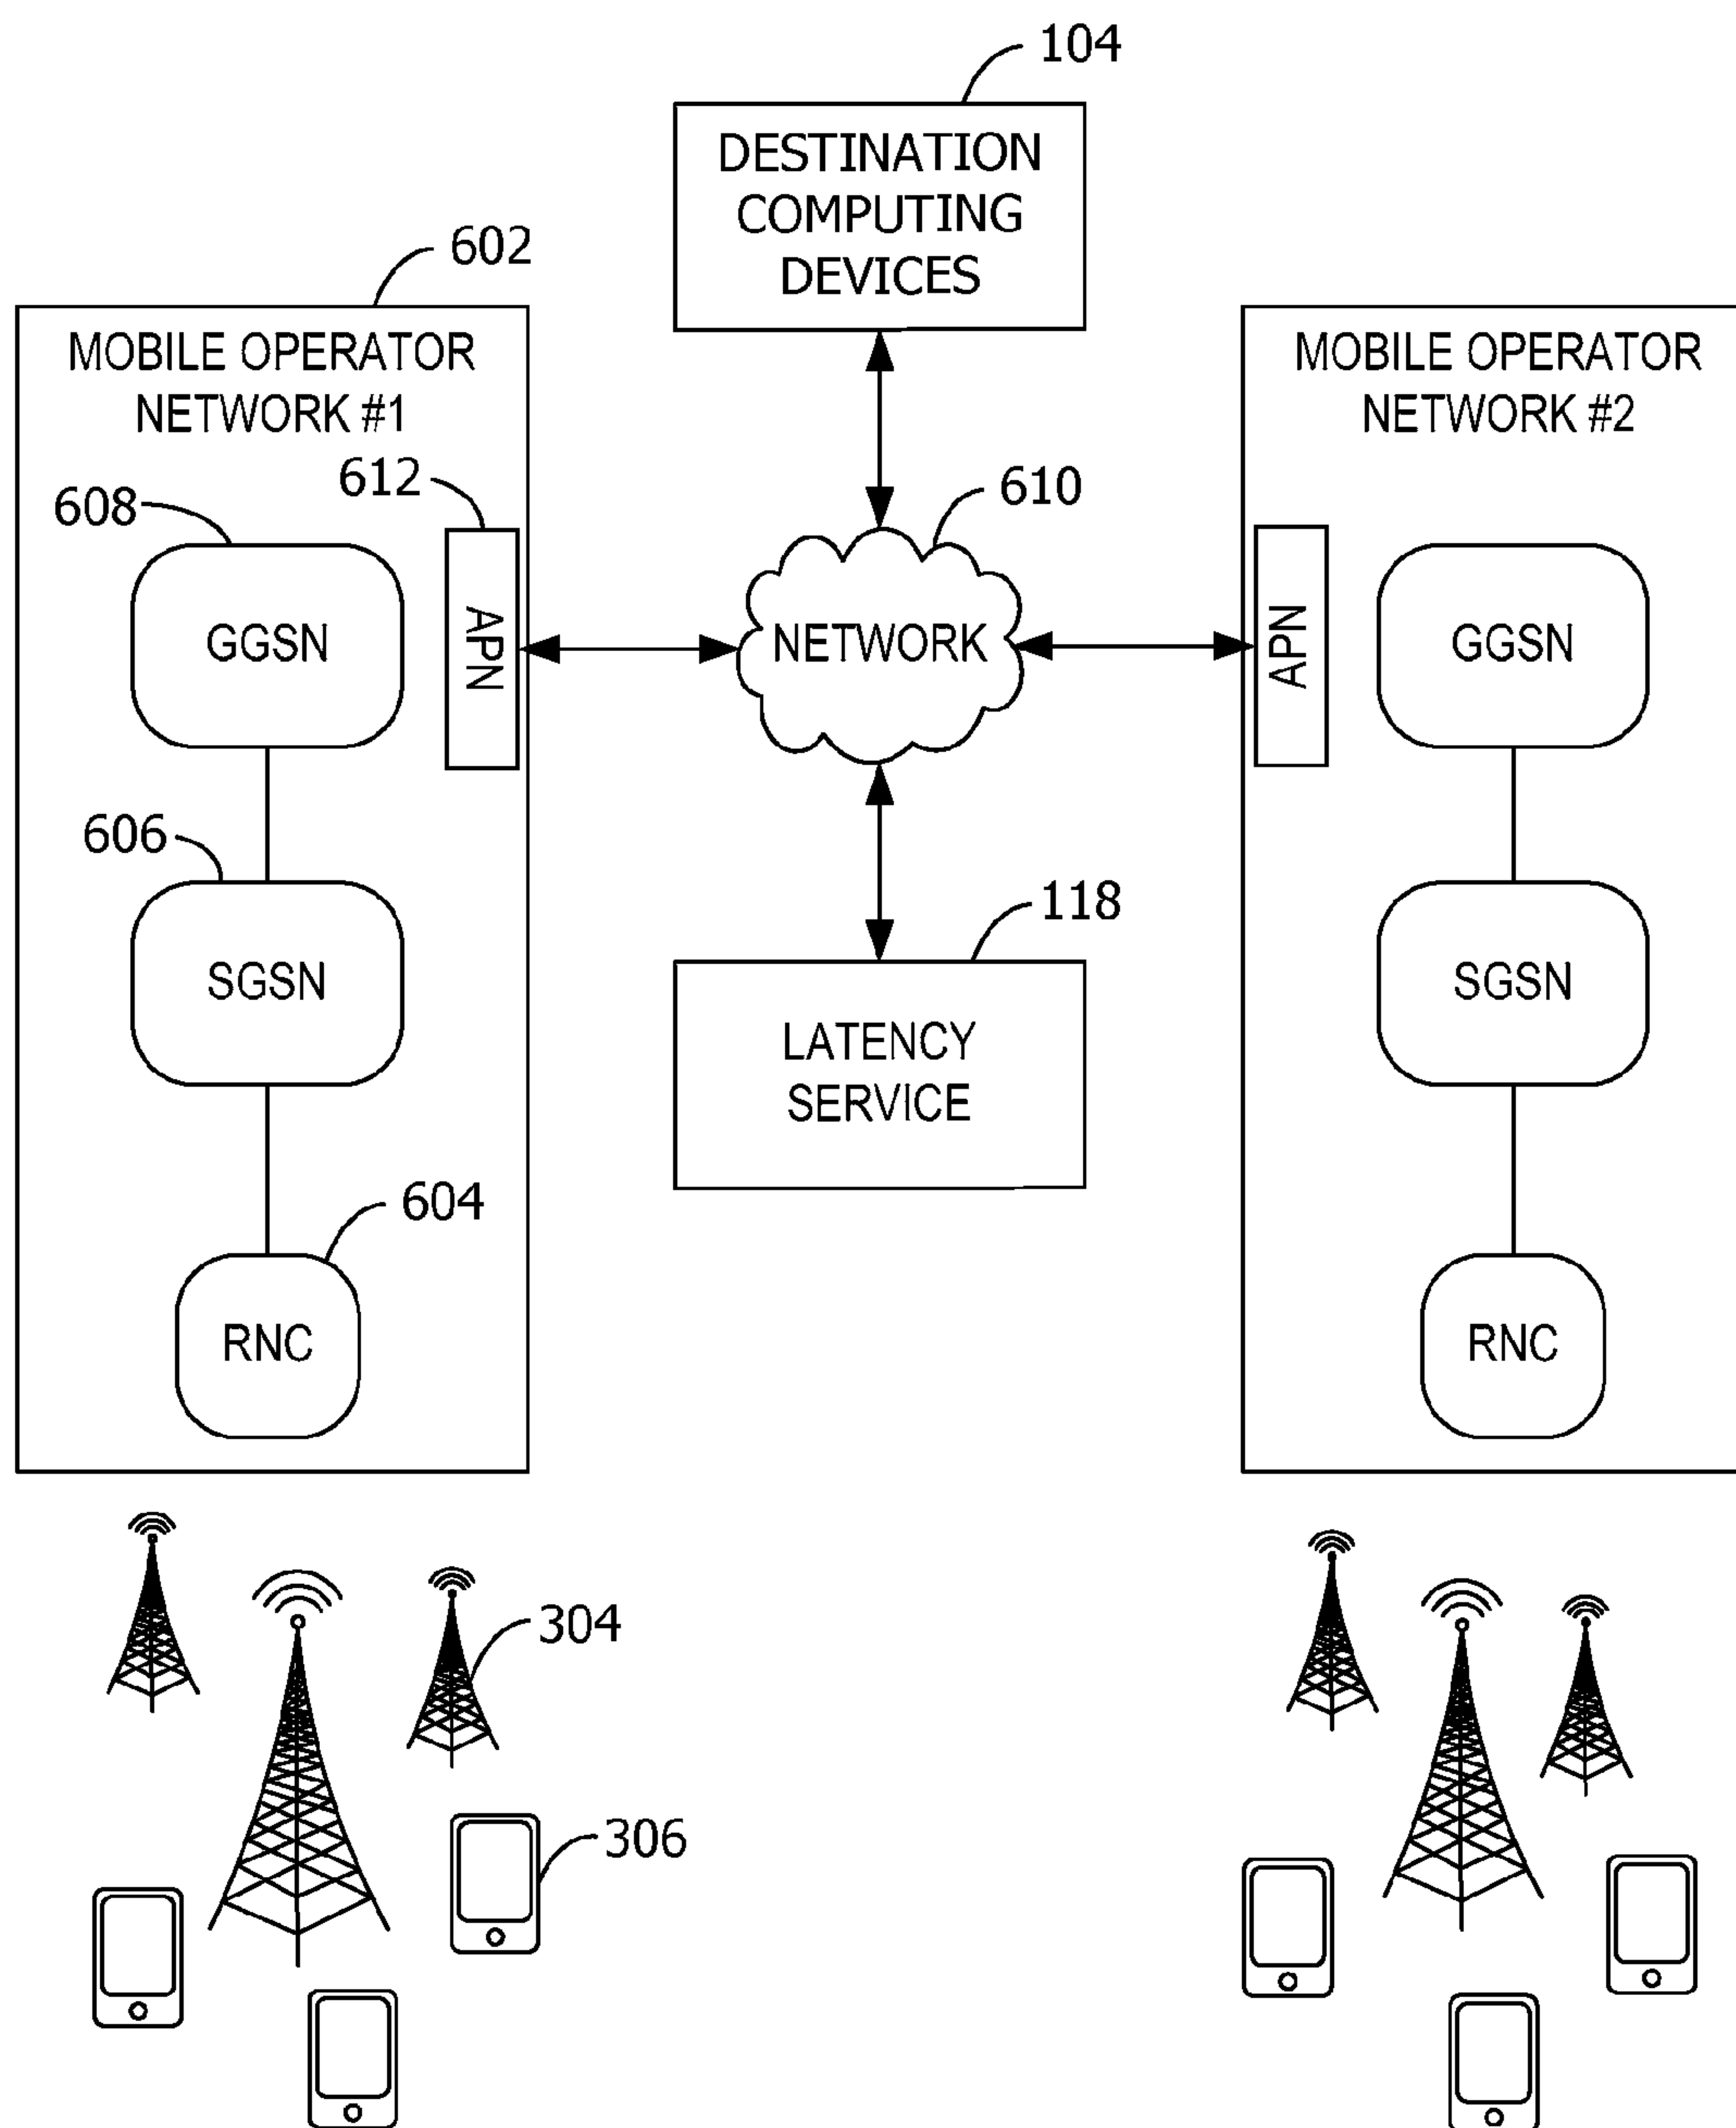 104
DESTINATION
COMPUTING
DEVICES
602
MOBILE OPERATOR
NETWORK #1
612
608
GGSN
APN
610
NETWORK
606
SGSN
118
LATENCY
SERVICE
604
RNC
MOBILE OPERATOR
NETWORK #2
APN
GGSN
SGSN
RNC
304
306